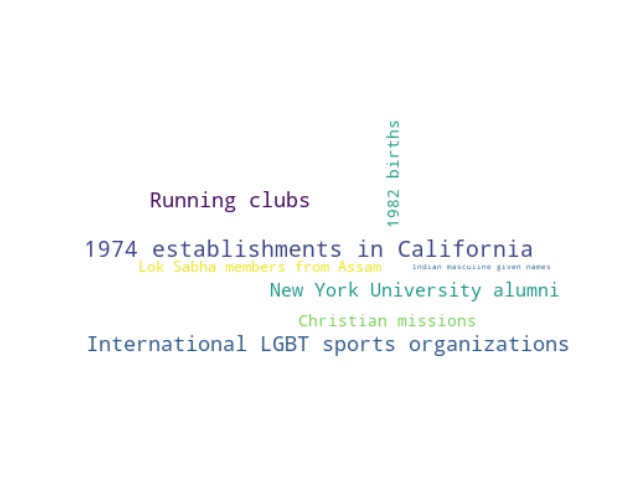 1982 births
Running clubs
1974 establishments in California
Lok Sabha members from Assam
Indian masculine given names
New York University alumni
Christian missions
International LGBT sports organizations